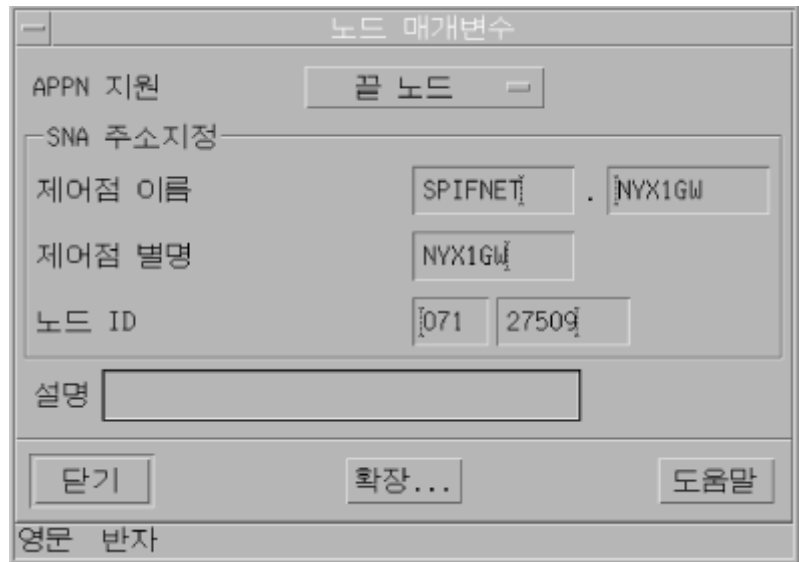 노드 매개변수
APPN 지원 끝 노드
SNA 주소지정
제어점 이름 SPIFNET . NYX1GW
제어점 별명 NYX1GW
노드 ID 071 27509
설명
닫기 확장... 도움말
영문 반자